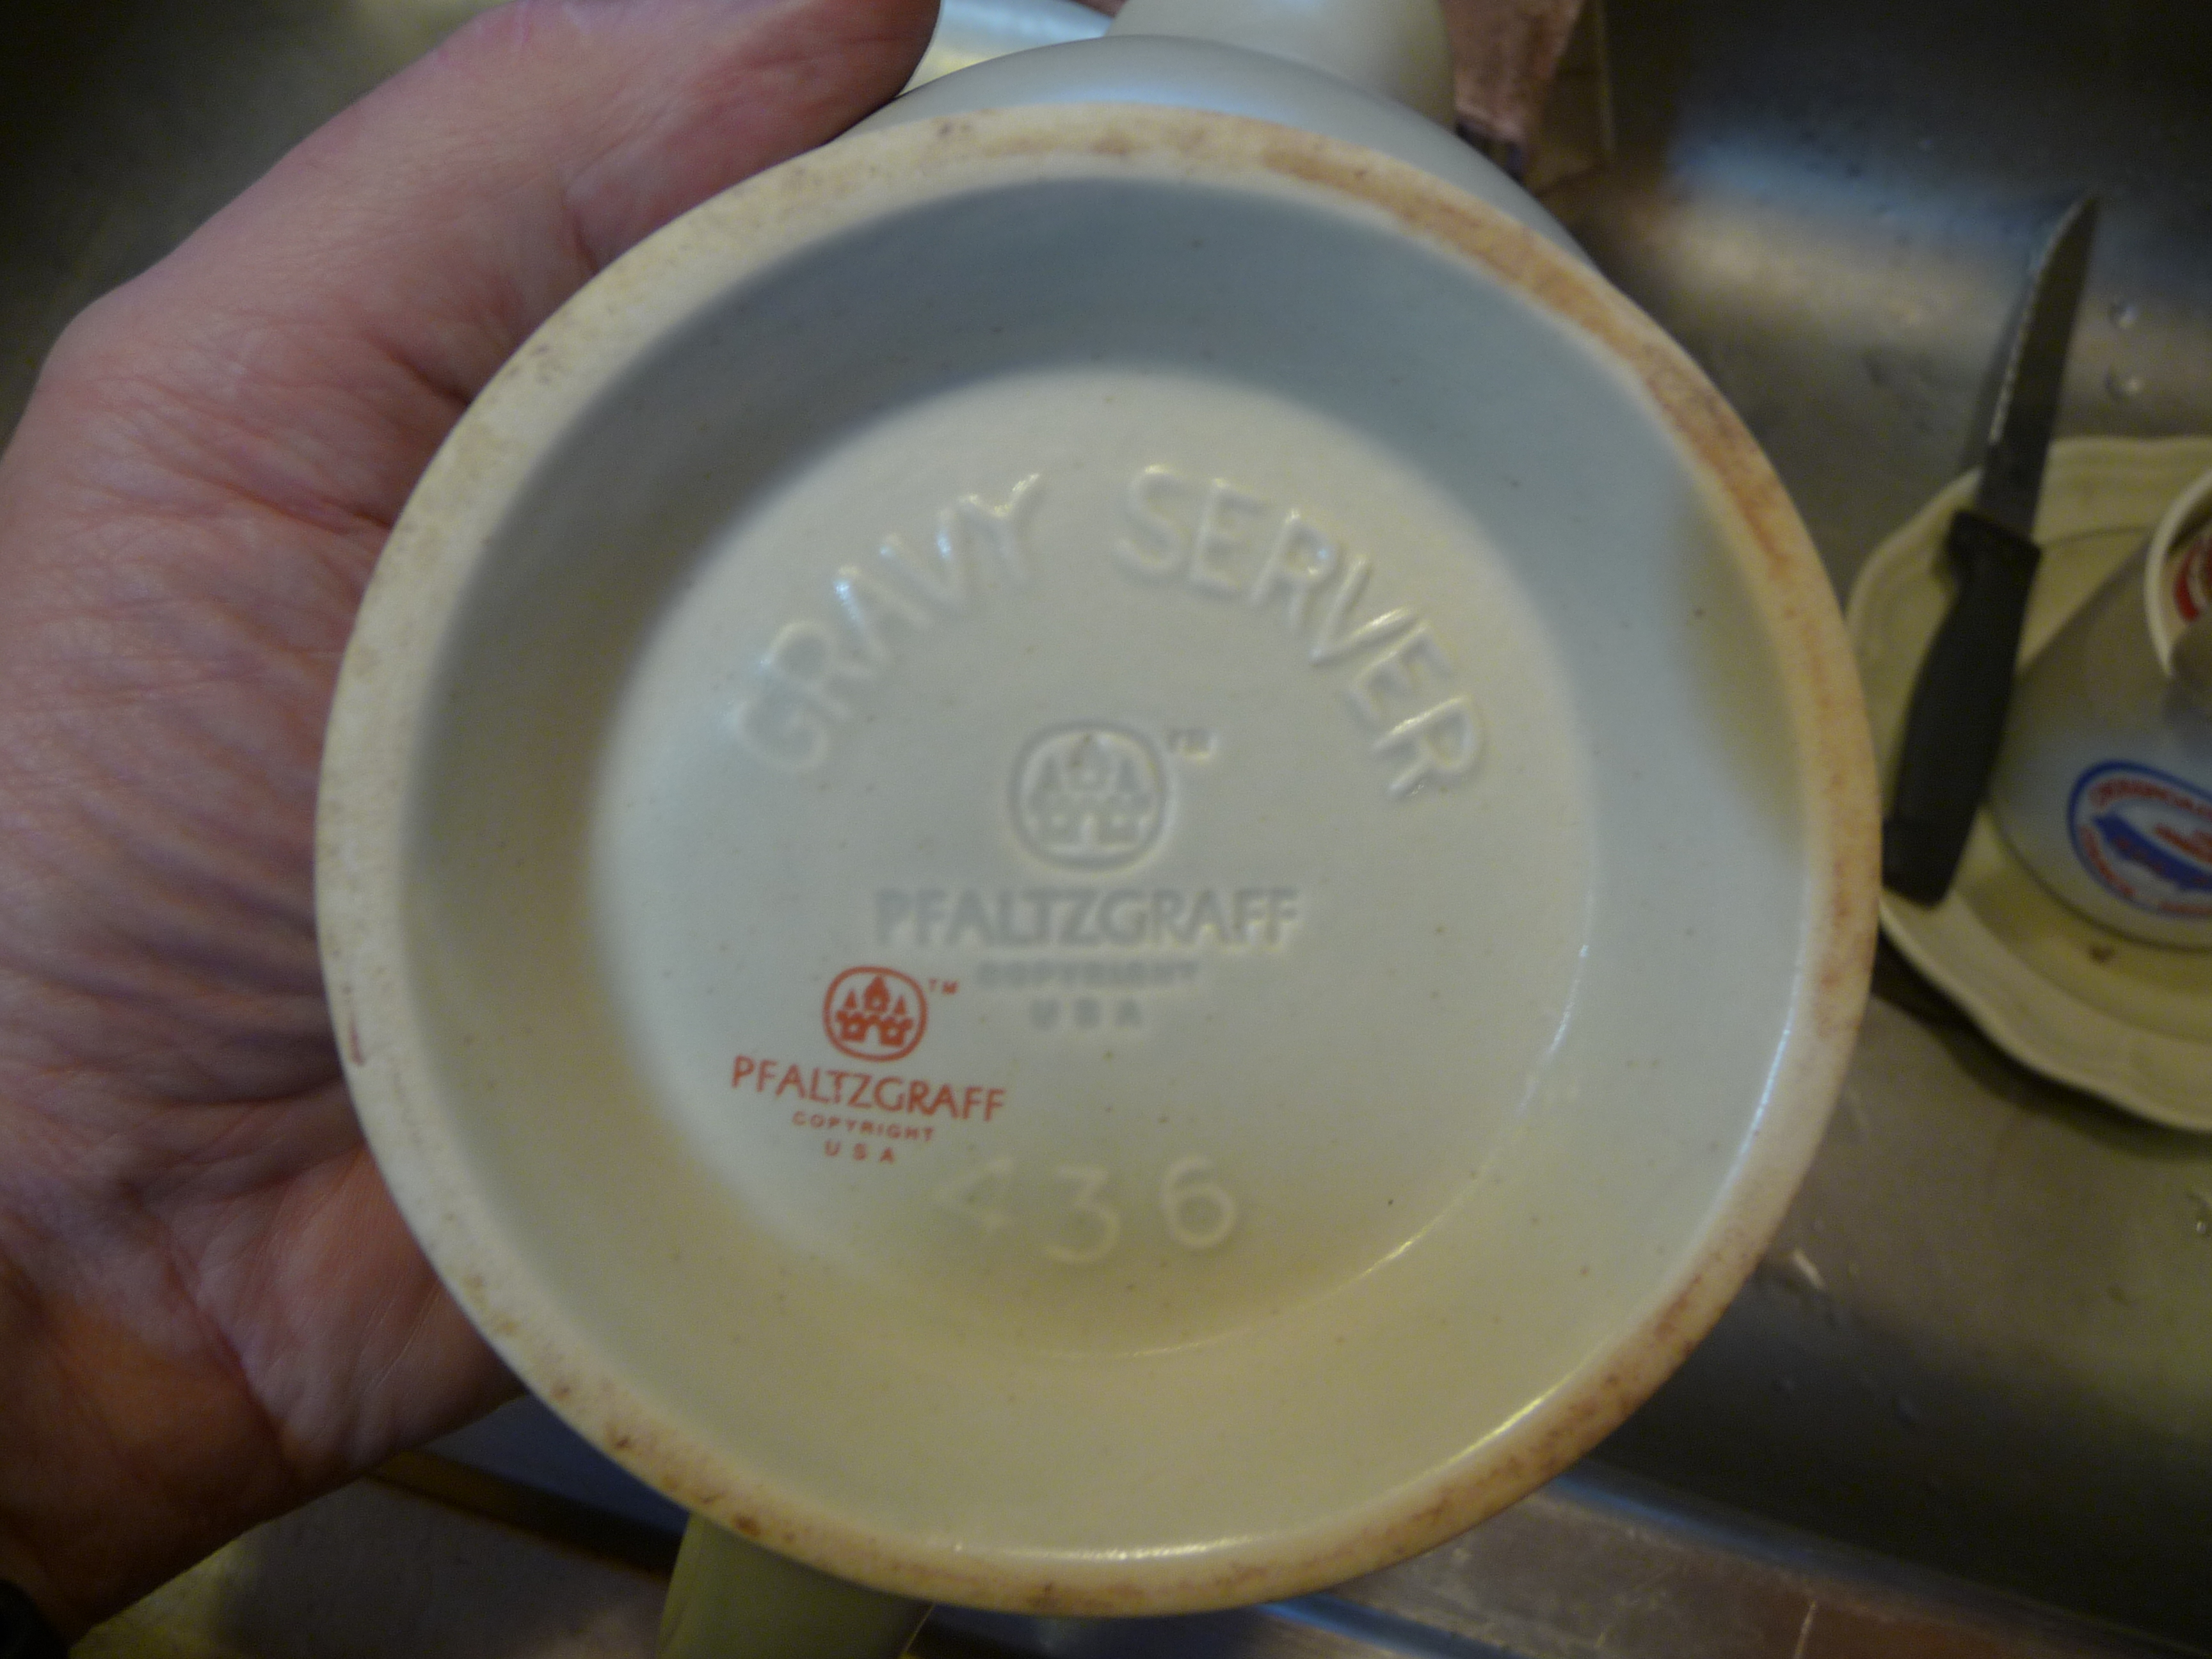 GRAVY SERVER
TM
PFALTZGRAFF
COPYRIGHT
USA
TM
PFALTZGRAFF
COPYRIGHT
USA
436